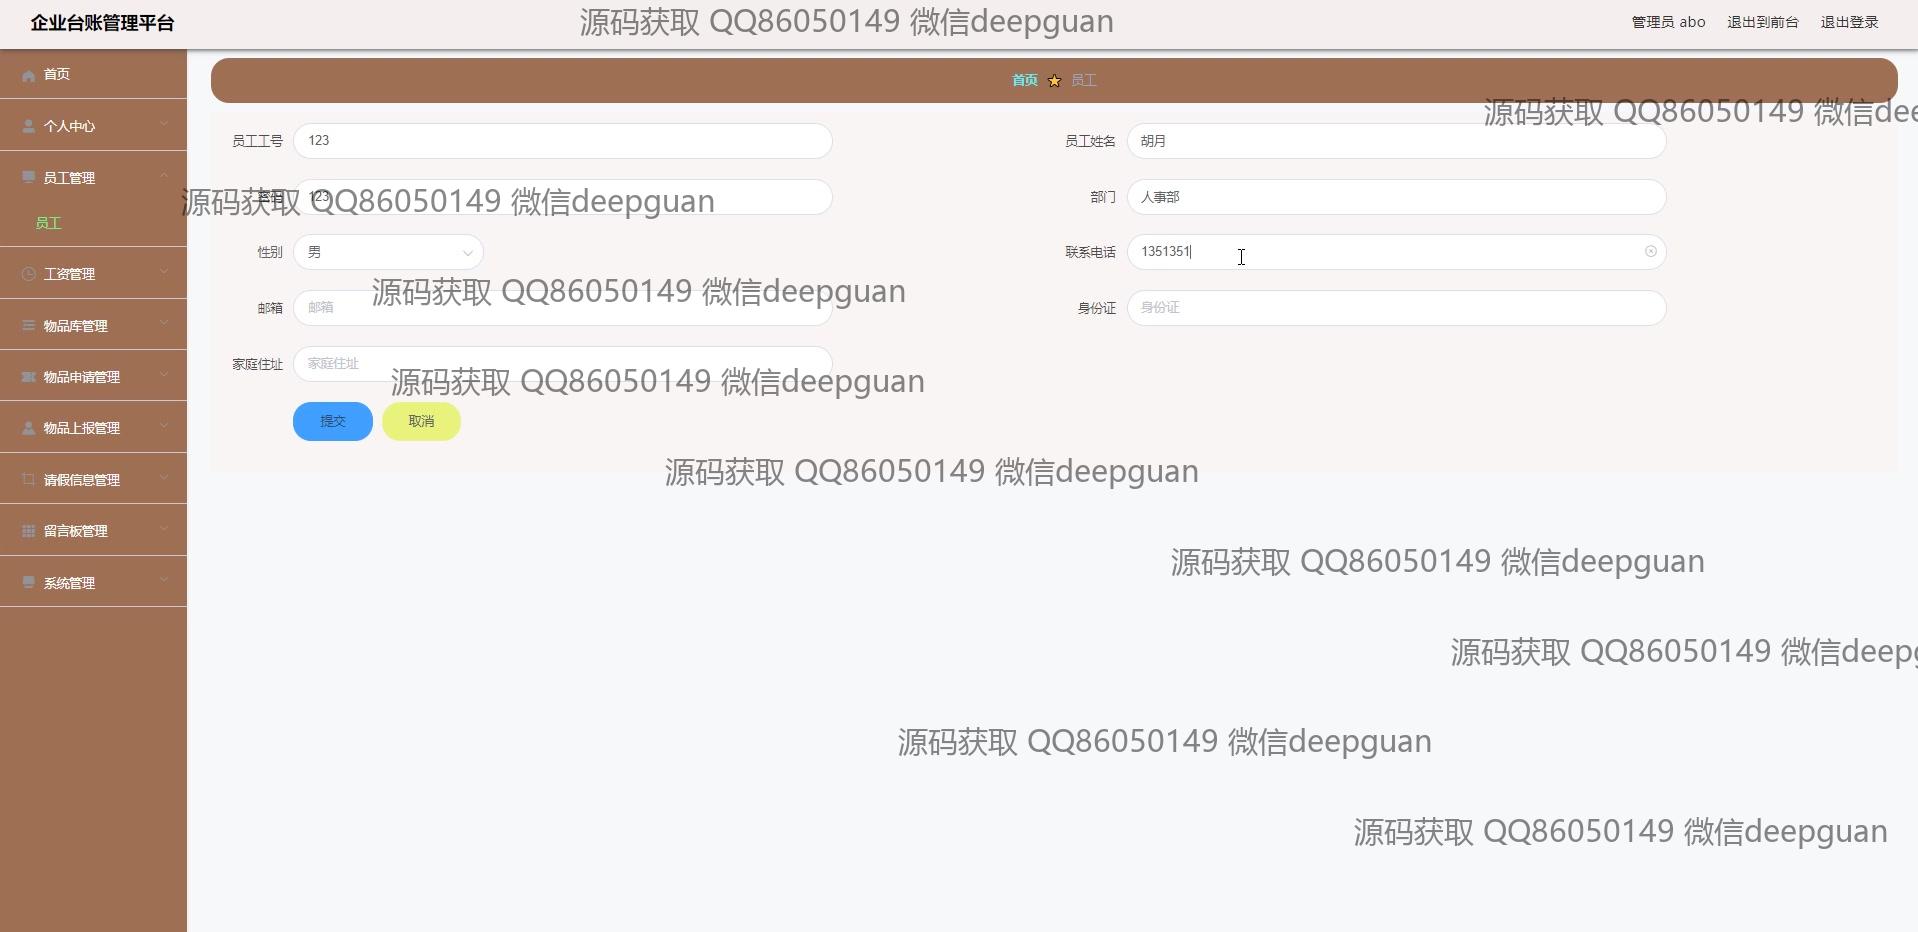 企业台账管理平台
源码获取 QQ86050149 微信deepguan
管理员 abo 退出到前台 退出登录
首页
首页 员工
个人中心
源码获取 QQ86050149 微信dee
员工工号 123 员工姓名 胡月
员工管理
密码 123 部门 人事部
源码获取 QQ86050149 微信deepguan
员工
性别 男 联系电话 1351351
工资管理
源码获取 QQ86050149 微信deepguan
邮箱 邮箱 身份证 身份证
物品库管理
家庭住址 家庭住址
物品申请管理
源码获取 QQ86050149 微信deepguan
提交 取消
物品上报管理
源码获取 QQ86050149 微信deepguan
请假信息管理
留言板管理
源码获取 QQ86050149 微信deepguan
系统管理
源码获取 QQ86050149 微信deep
源码获取 QQ86050149 微信deepguan
源码获取 QQ86050149 微信deepguan